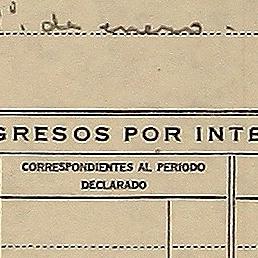 de enero
GRESOS POR INTE
CORRESPONDIENTES AL PERIODO
DECLARADO